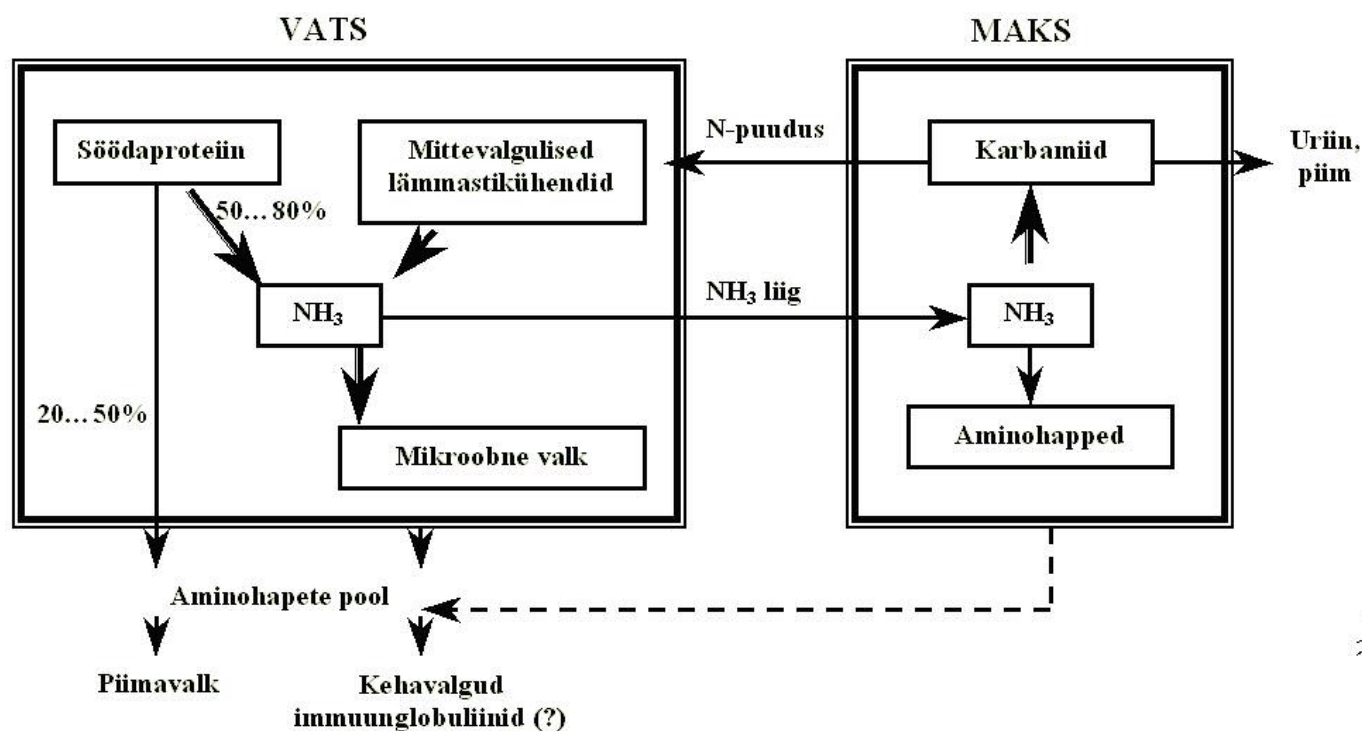 VATS
MAKS
Söödaproteiin
Mittevalgulised
lämmastikühendid
N-puudus
Karbamiid
Uriin,
piim
50... 80%
NH₃
NH₃ liig
NH₃
20... 50%
Mikroobne valk
Aminohapped
Aminohapete pool
Piimavalk
Kehavalgud
immuunglobuliinid (?)